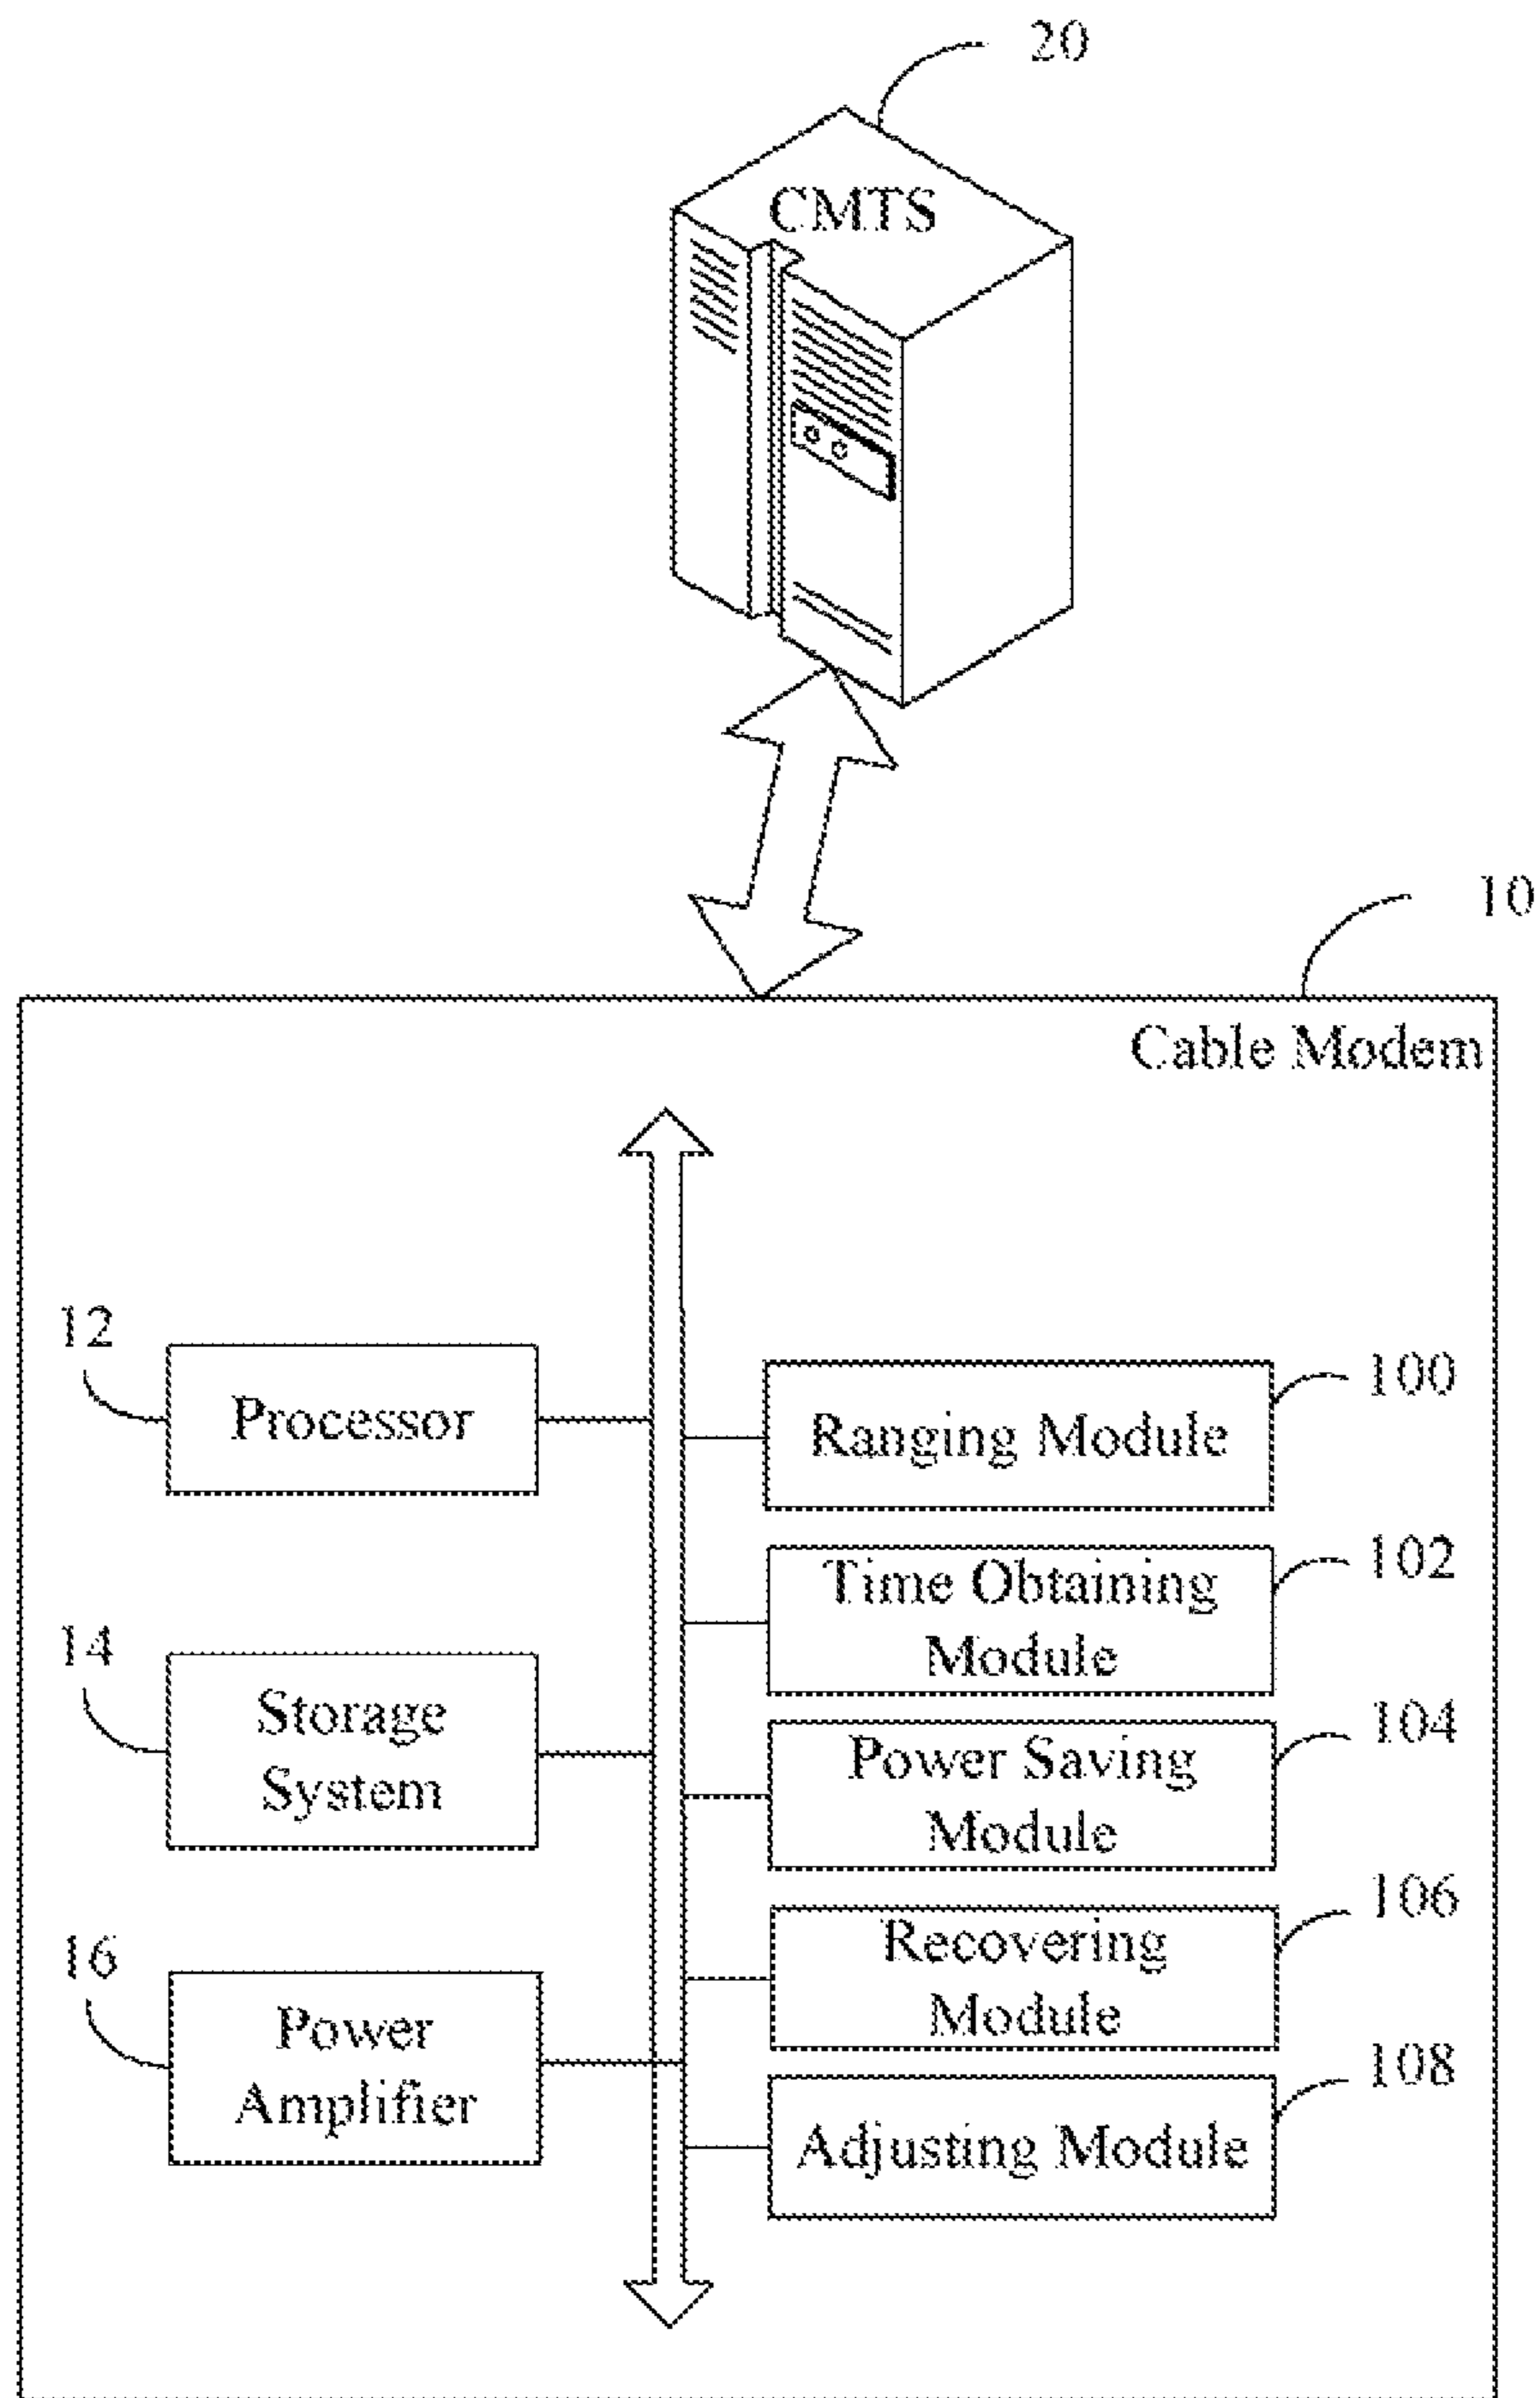 20
CMTS
10
Cable Modem
12
Processor
100
Ranging Module
102
Time Obtaining
Module
14
Storage
System
104
Power Saving
Module
106
Recovering
Module
16
Power
Amplifier
108
Adjusting Module